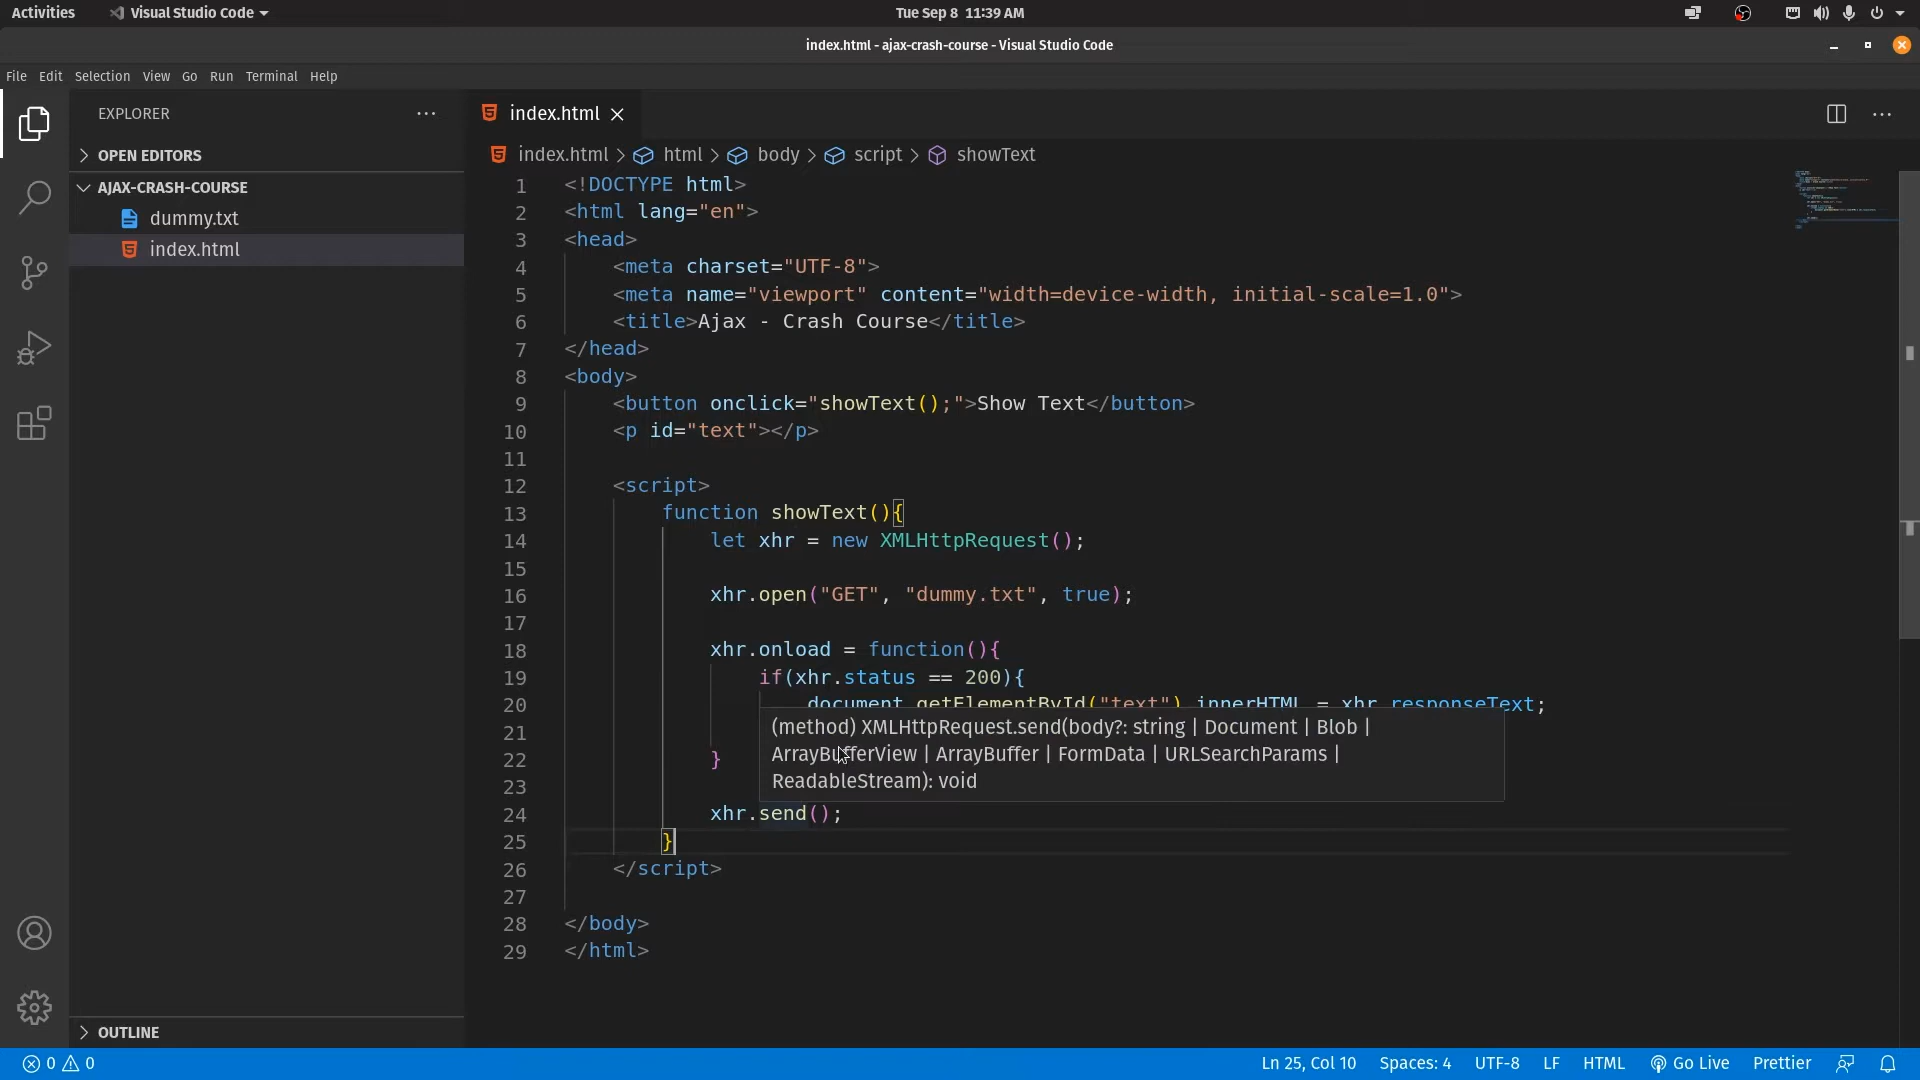 Activities
Visual Studio Code
Tue Sep 8 11:39 AM
index.html - ajax-crash-course - Visual Studio Code
File Edit Selection View Go Run Terminal Help
EXPLORER
OPEN EDITORS
AJAX-CRASH-COURSE
dummy.txt
index.html
OUTLINE
index.html
index.html > html > body > script > showText
1 <!DOCTYPE html>
2 <html lang="en">
3 <head>
4 <meta charset="UTF-8">
5 <meta name="viewport" content="width=device-width, initial-scale=1.0">
6 <title>Ajax - Crash Course</title>
7 </head>
8 <body>
9 <button onclick="showText();">Show Text</button>
10 <p id="text"></p>
11
12 <script>
13 function showText(){
14 let xhr = new XMLHttpRequest();
15
16 xhr.open("GET", "dummy.txt", true);
17
18 xhr.onload = function(){
19 if(xhr.status == 200){
20 document.getElementById("text").innerHTML = xhr.responseText;
21
22 }
23
24 xhr.send();
25 }
26 </script>
27
28 </body>
29 </html>
(method) XMLHttpRequest.send(body?: string | Document | Blob |
ArrayBufferView | ArrayBuffer | FormData | URLSearchParams |
ReadableStream): void
0 0
Ln 25, Col 10
Spaces: 4
UTF-8
LF
HTML
Go Live
Prettier